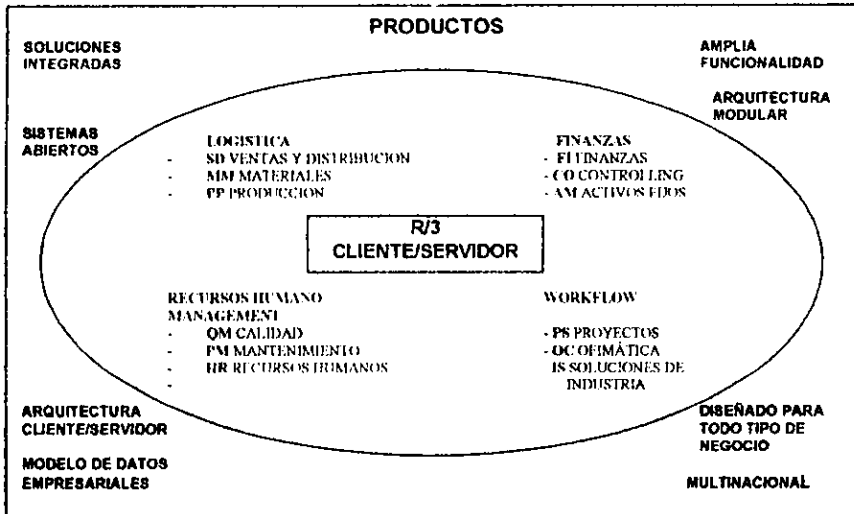 PRODUCTOS
SOLUCIONES
INTEGRADAS
AMPLIA
FUNCIONALIDAD
ARQUITECTURA
MODULAR
SISTEMAS
ABIERTOS
LOGISTICA
- SD VENTAS Y DISTRIBUCION
- MM MATERIALES
- PP PRODUCCION
FINANZAS
- FI FINANZAS
- CO CONTROLLING
- AM ACTIVOS FIJOS
R/3
CLIENTE/SERVIDOR
RECURSOS HUMANO
MANAGEMENT
- QM CALIDAD
- PM MANTENIMIENTO
- HR RECURSOS HUMANOS
-
WORKFLOW
- PS PROYECTOS
- OC OFIMÁTICA
IS SOLUCIONES DE
INDUSTRIA
ARQUITECTURA
CLIENTE/SERVIDOR
MODELO DE DATOS
EMPRESARIALES
DISEÑADO PARA
TODO TIPO DE
NEGOCIO
MULTINACIONAL